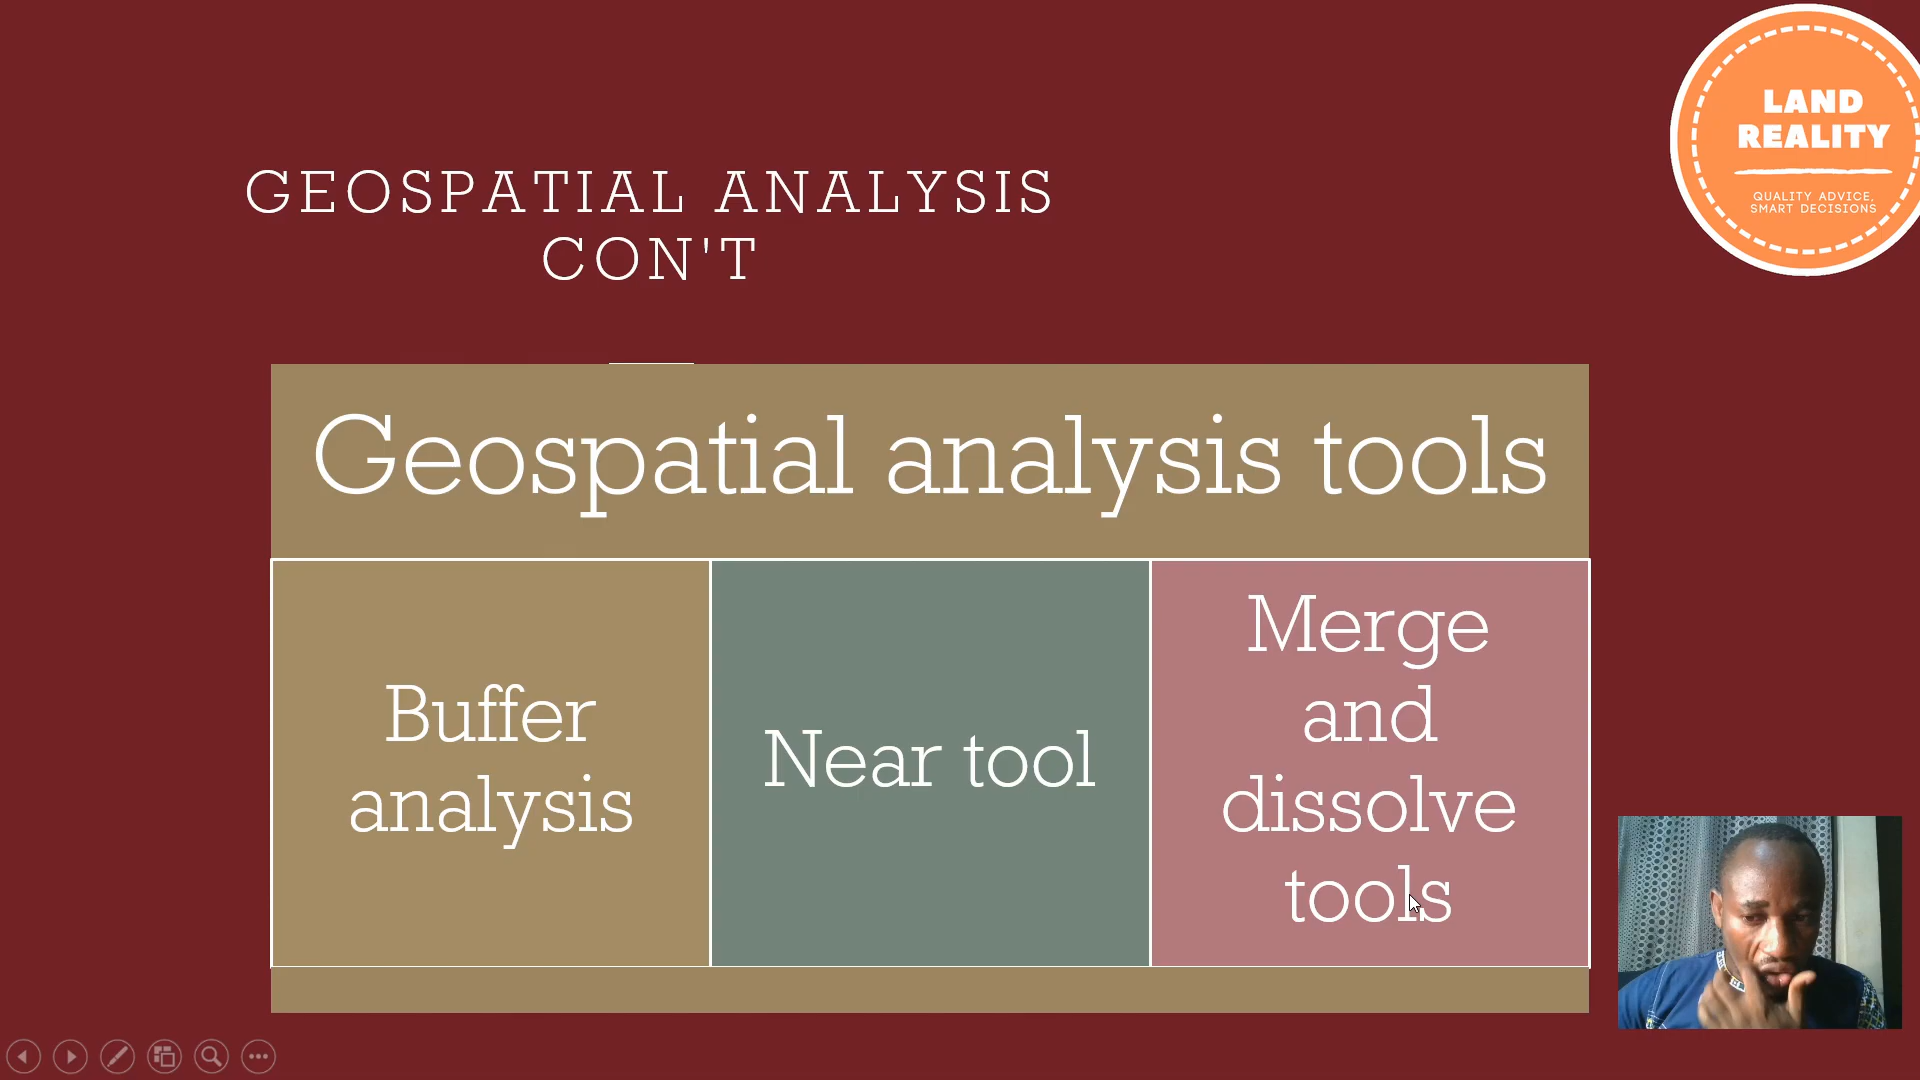 GEOSPATIAL ANALYSIS
CON'T
LAND
REALITY
QUALITY ADVICE,
SMART DECISIONS
Geospatial analysis tools
Buffer
analysis
Near tool
Merge
and
dissolve
tools